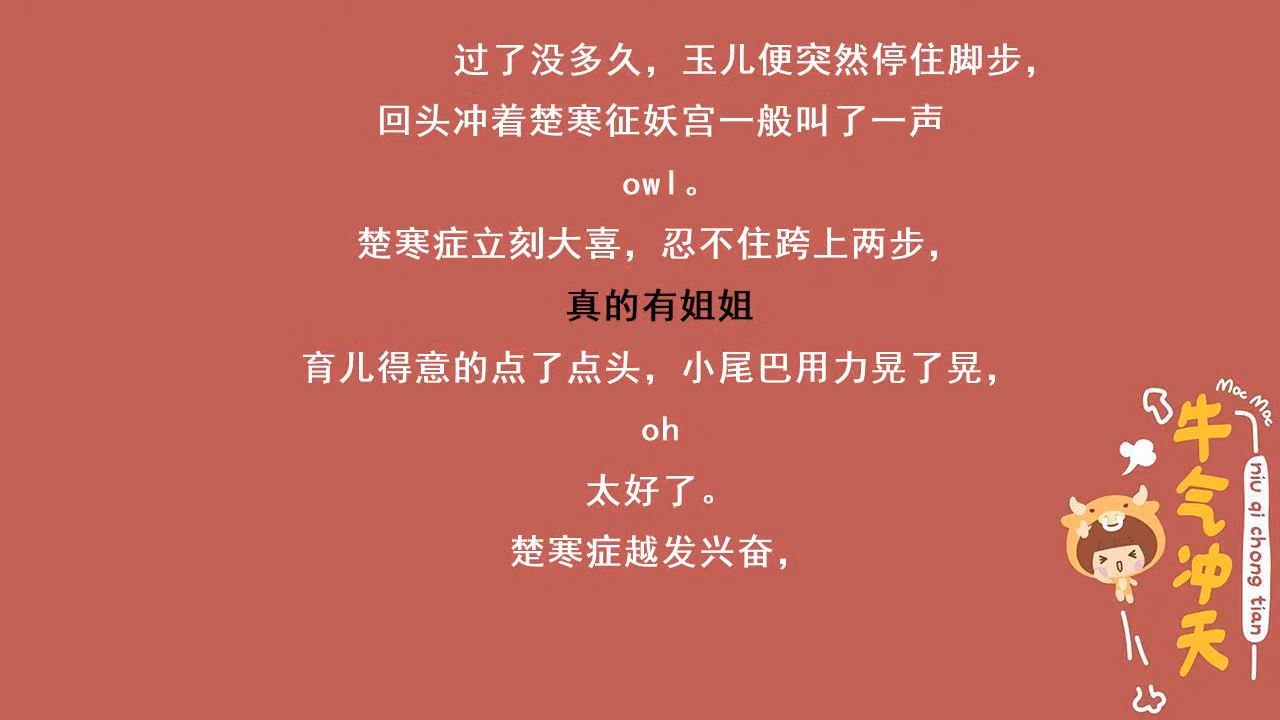 过了没多久，玉儿便突然停住脚步，
回头冲着楚寒征妖宫一般叫了一声
owl。
楚寒症立刻大喜，忍不住跨上两步，
真的有姐姐
育儿得意的点了点头，小尾巴用力晃了晃，
oh
太好了。
楚寒症越发兴奋，
Moc Moc
牛气冲天
niu qi chong tian